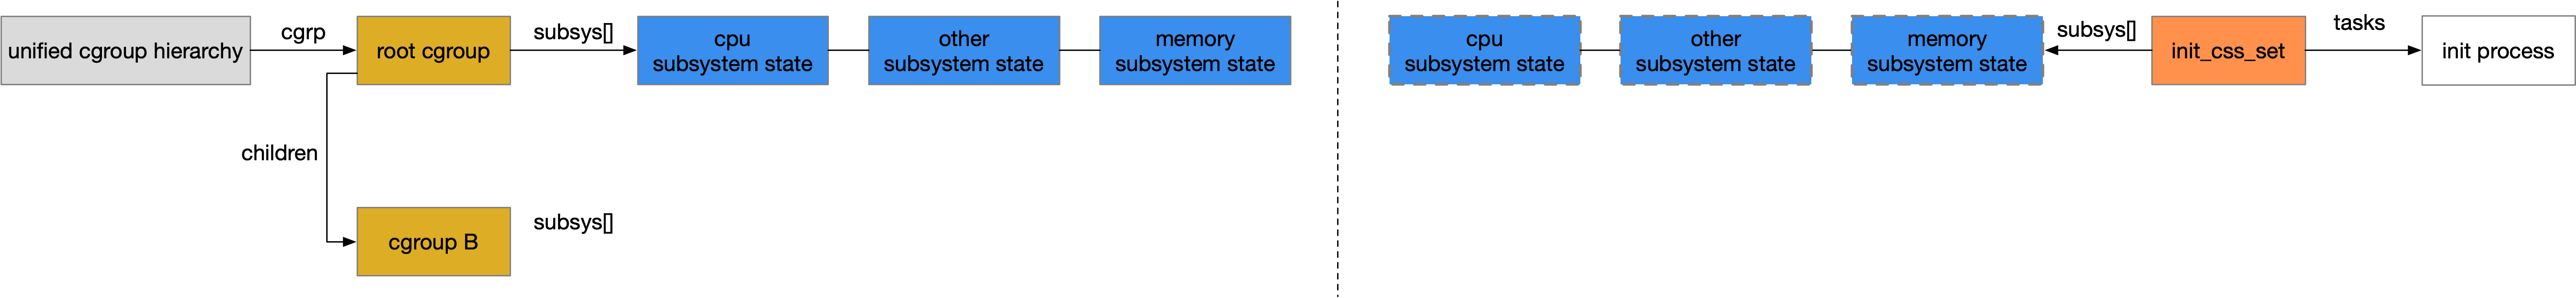 cgrp
subsys[]
unified cgroup hierarchy
root cgroup
cpu
subsystem state
other
subsystem state
memory
subsystem state
children
cgroup B
subsys[]
cpu
subsystem state
other
subsystem state
memory
subsystem state
subsys[]
init_css_set
tasks
init process